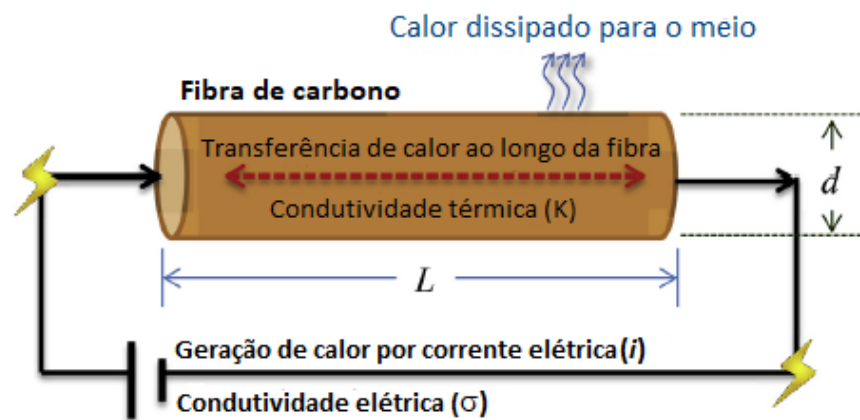 Calor dissipado para o meio
Fibra de carbono
Transferência de calor ao longo da fibra
Condutividade térmica (K)
d
L
Geração de calor por corrente elétrica (i)
Condutividade elétrica (σ)